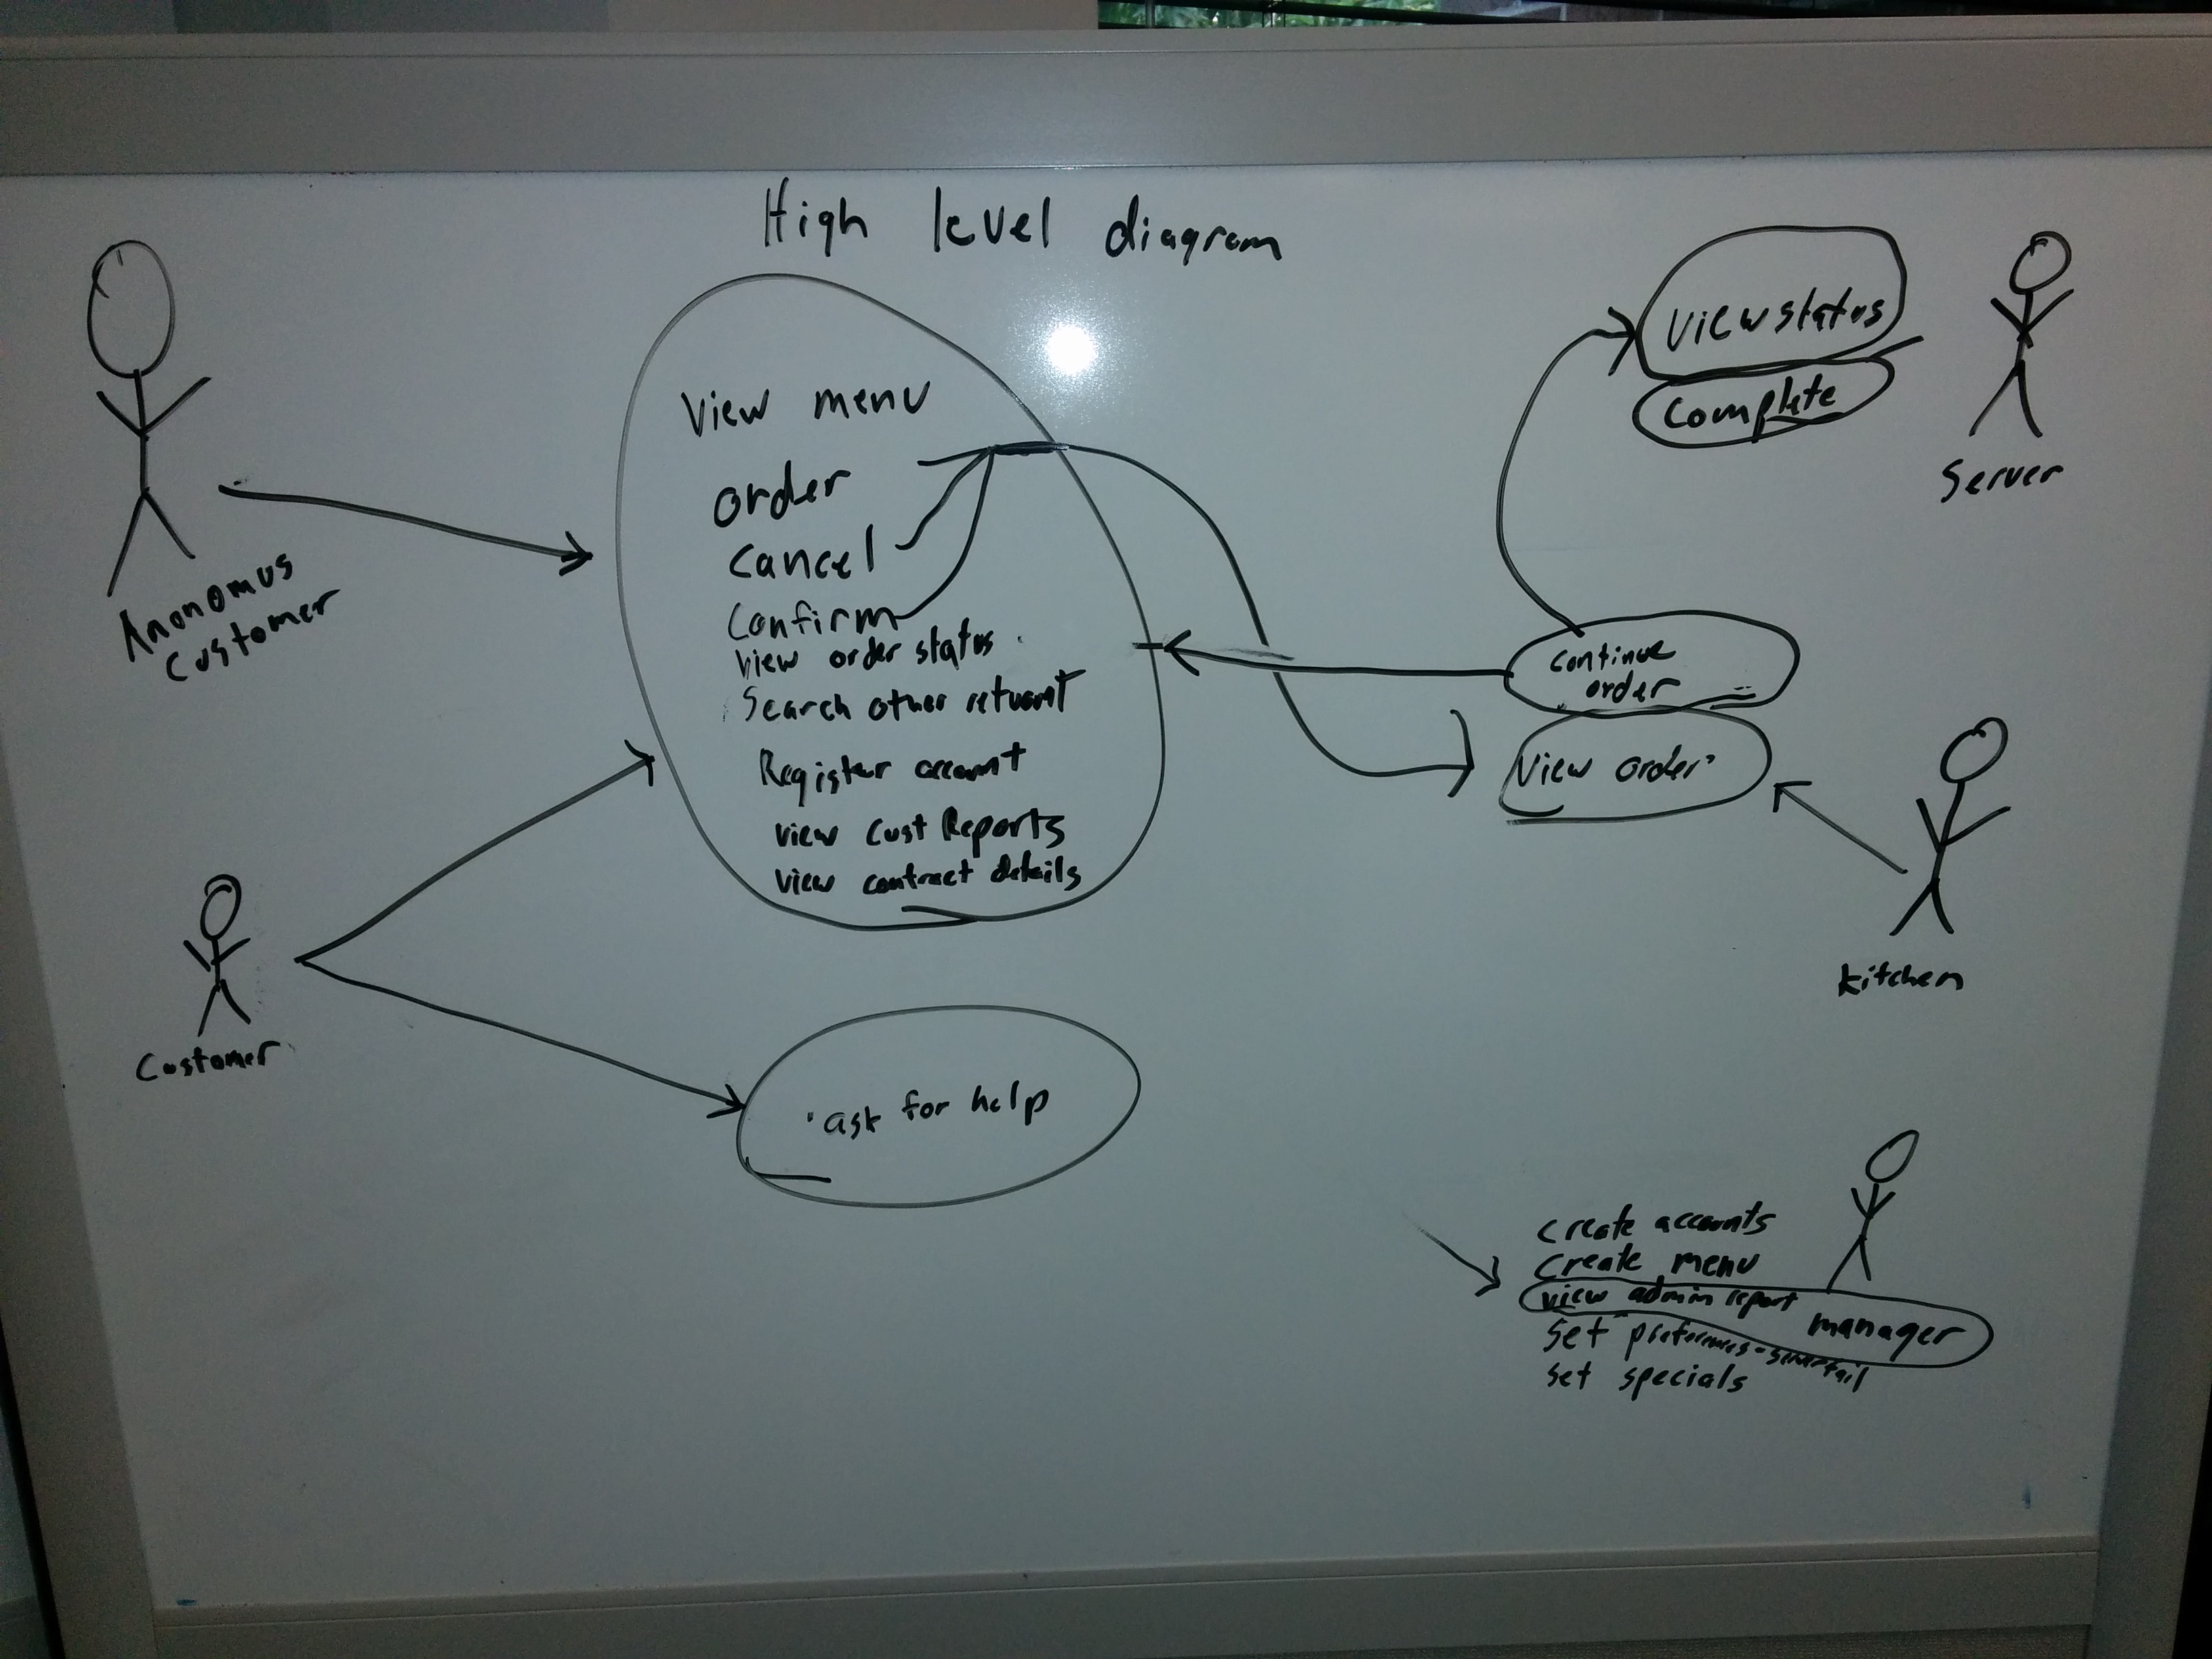 High level diagram
View menu
order
cancel
Confirm
View order status
Search other
Register account
View Cust Reports
View contract details
Anonomus
Customer
Customer
ask for help
View status
Complete
Server
continue
order
View order
Kitchen
create accounts
Create menu
view admin report
manager
Set preferences -
Set specials